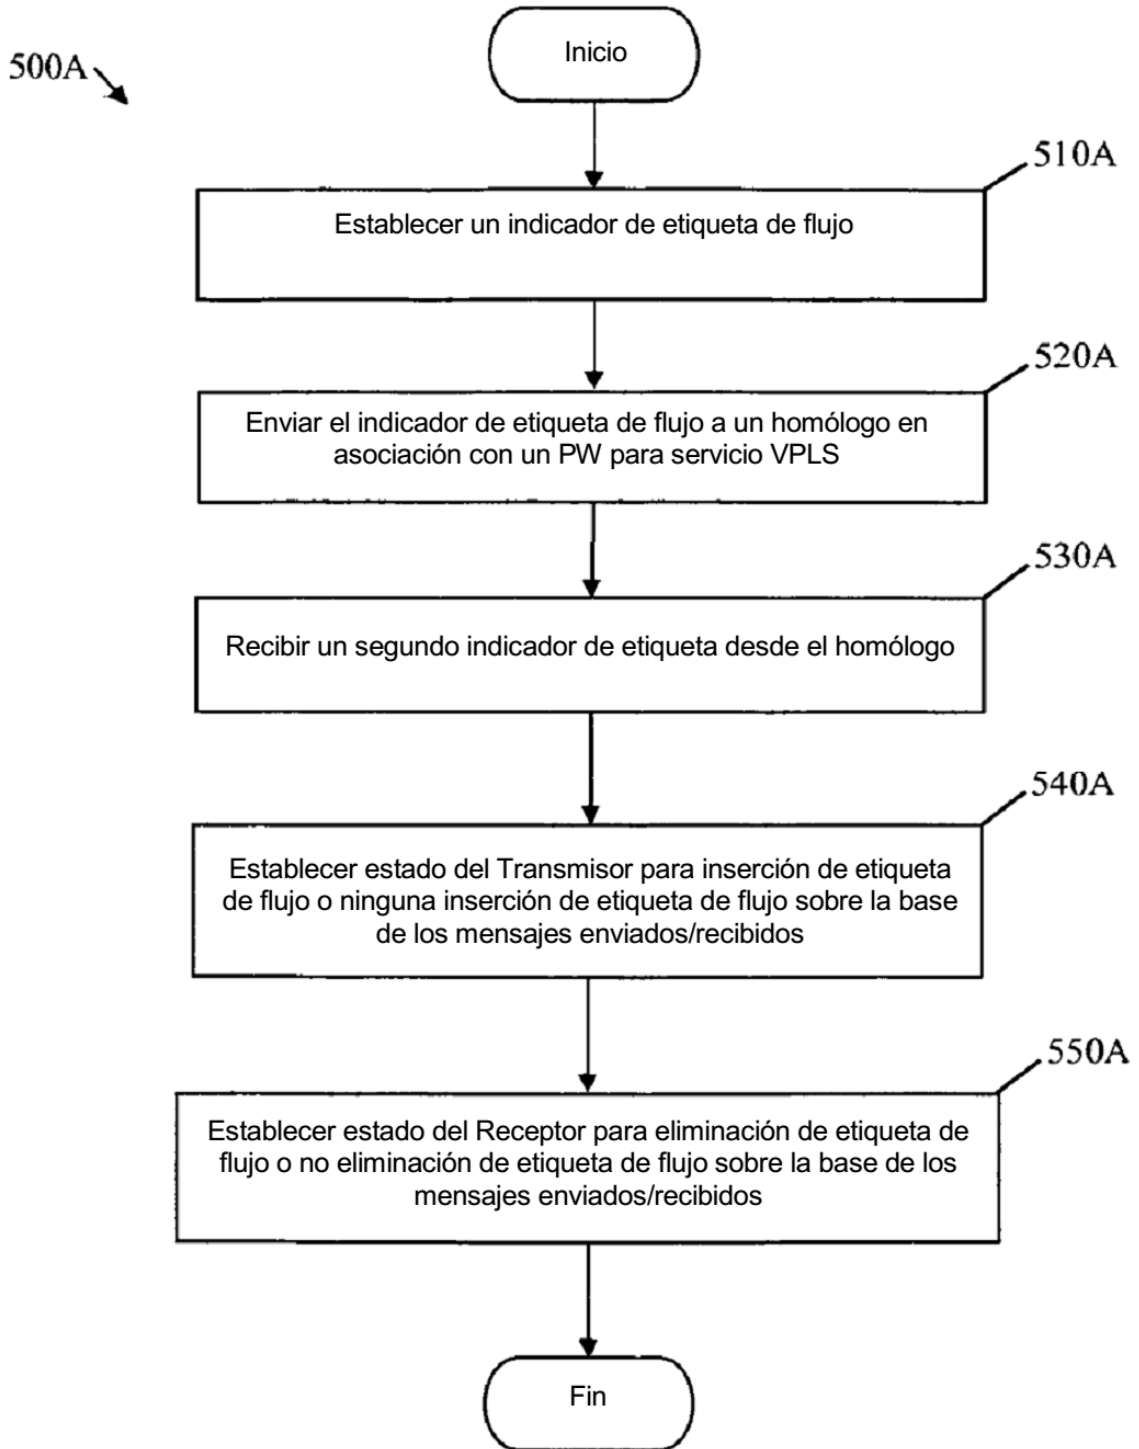 Inicio
500A
510A
Establecer un indicador de etiqueta de flujo
520A
Enviar el indicador de etiqueta de flujo a un homólogo en
asociación con un PW para servicio VPLS
530A
Recibir un segundo indicador de etiqueta desde el homólogo
540A
Establecer estado del Transmisor para inserción de etiqueta
de flujo o ninguna inserción de etiqueta de flujo sobre la base
de los mensajes enviados/recibidos
550A
Establecer estado del Receptor para eliminación de etiqueta de
flujo o no eliminación de etiqueta de flujo sobre la base de los
mensajes enviados/recibidos
Fin